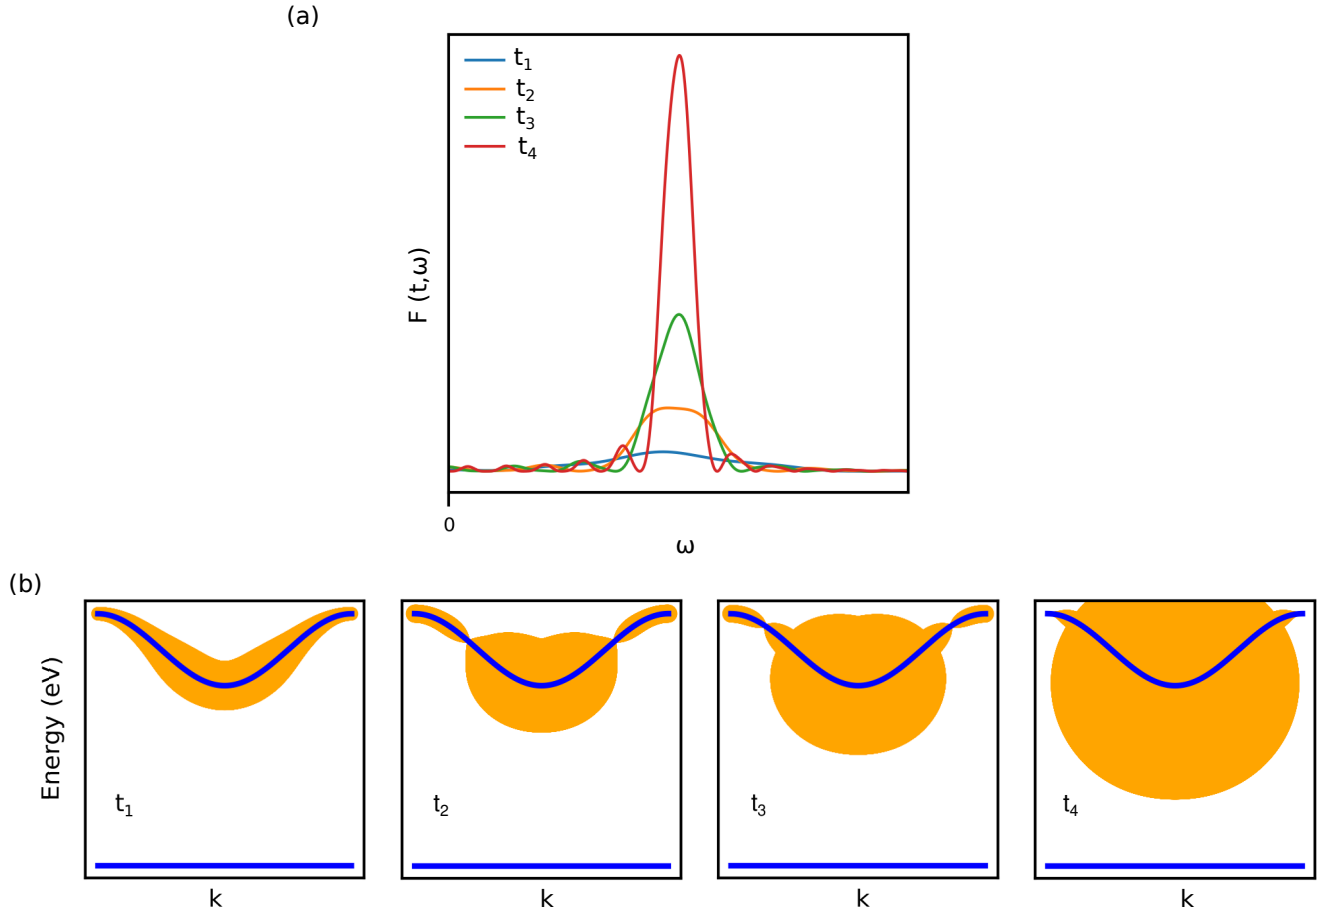 (a)
t₁
t₂
t₃
t₄
F (t,ω)
0
ω
(b)
Energy (eV)
t₁
t₂
t₃
t₄
k
k
k
k